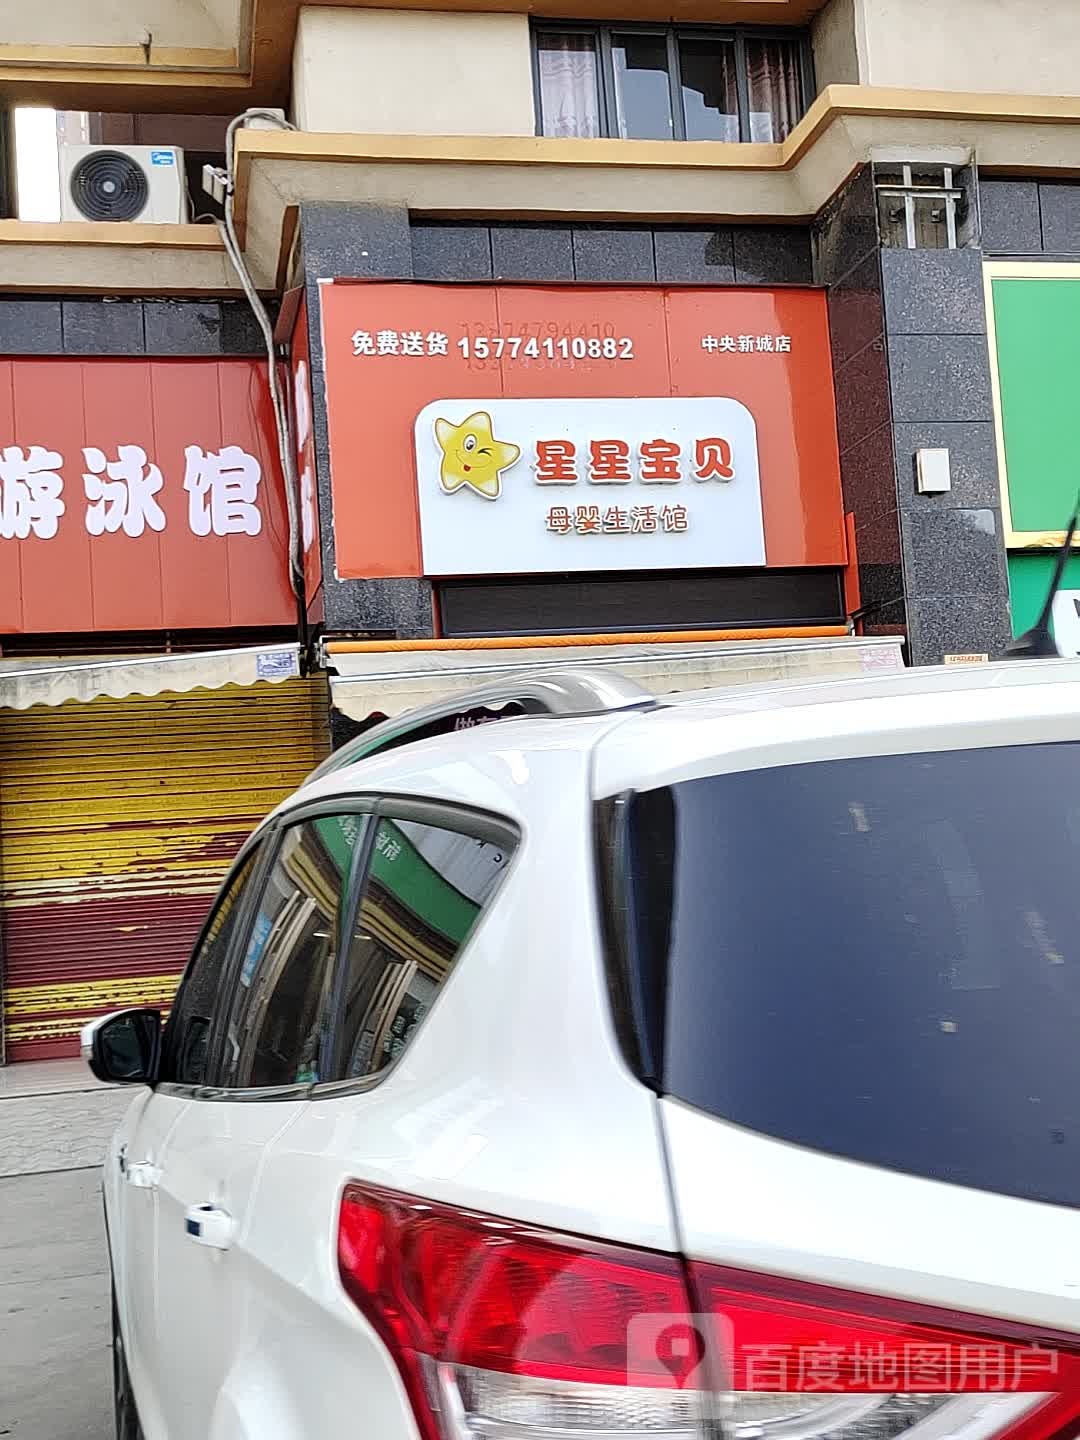 免费送货 15774110882
中央新城店
星星宝贝
母婴生活馆
游泳馆
百度地图用户